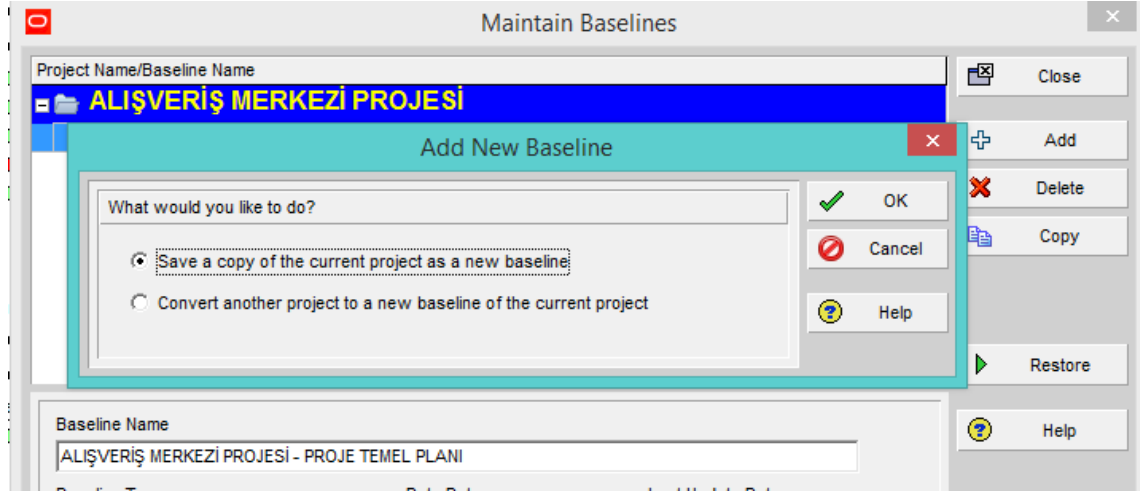 Maintain Baselines
Project Name/Baseline Name
Close
ALIŞVERİŞ MERKEZİ PROJESİ
Add New Baseline
Add
What would you like to do?
OK
Delete
Save a copy of the current project as a new baseline
Cancel
Copy
Convert another project to a new baseline of the current project
Help
Restore
Baseline Name
Help
ALIŞVERİŞ MERKEZİ PROJESİ - PROJE TEMEL PLANI